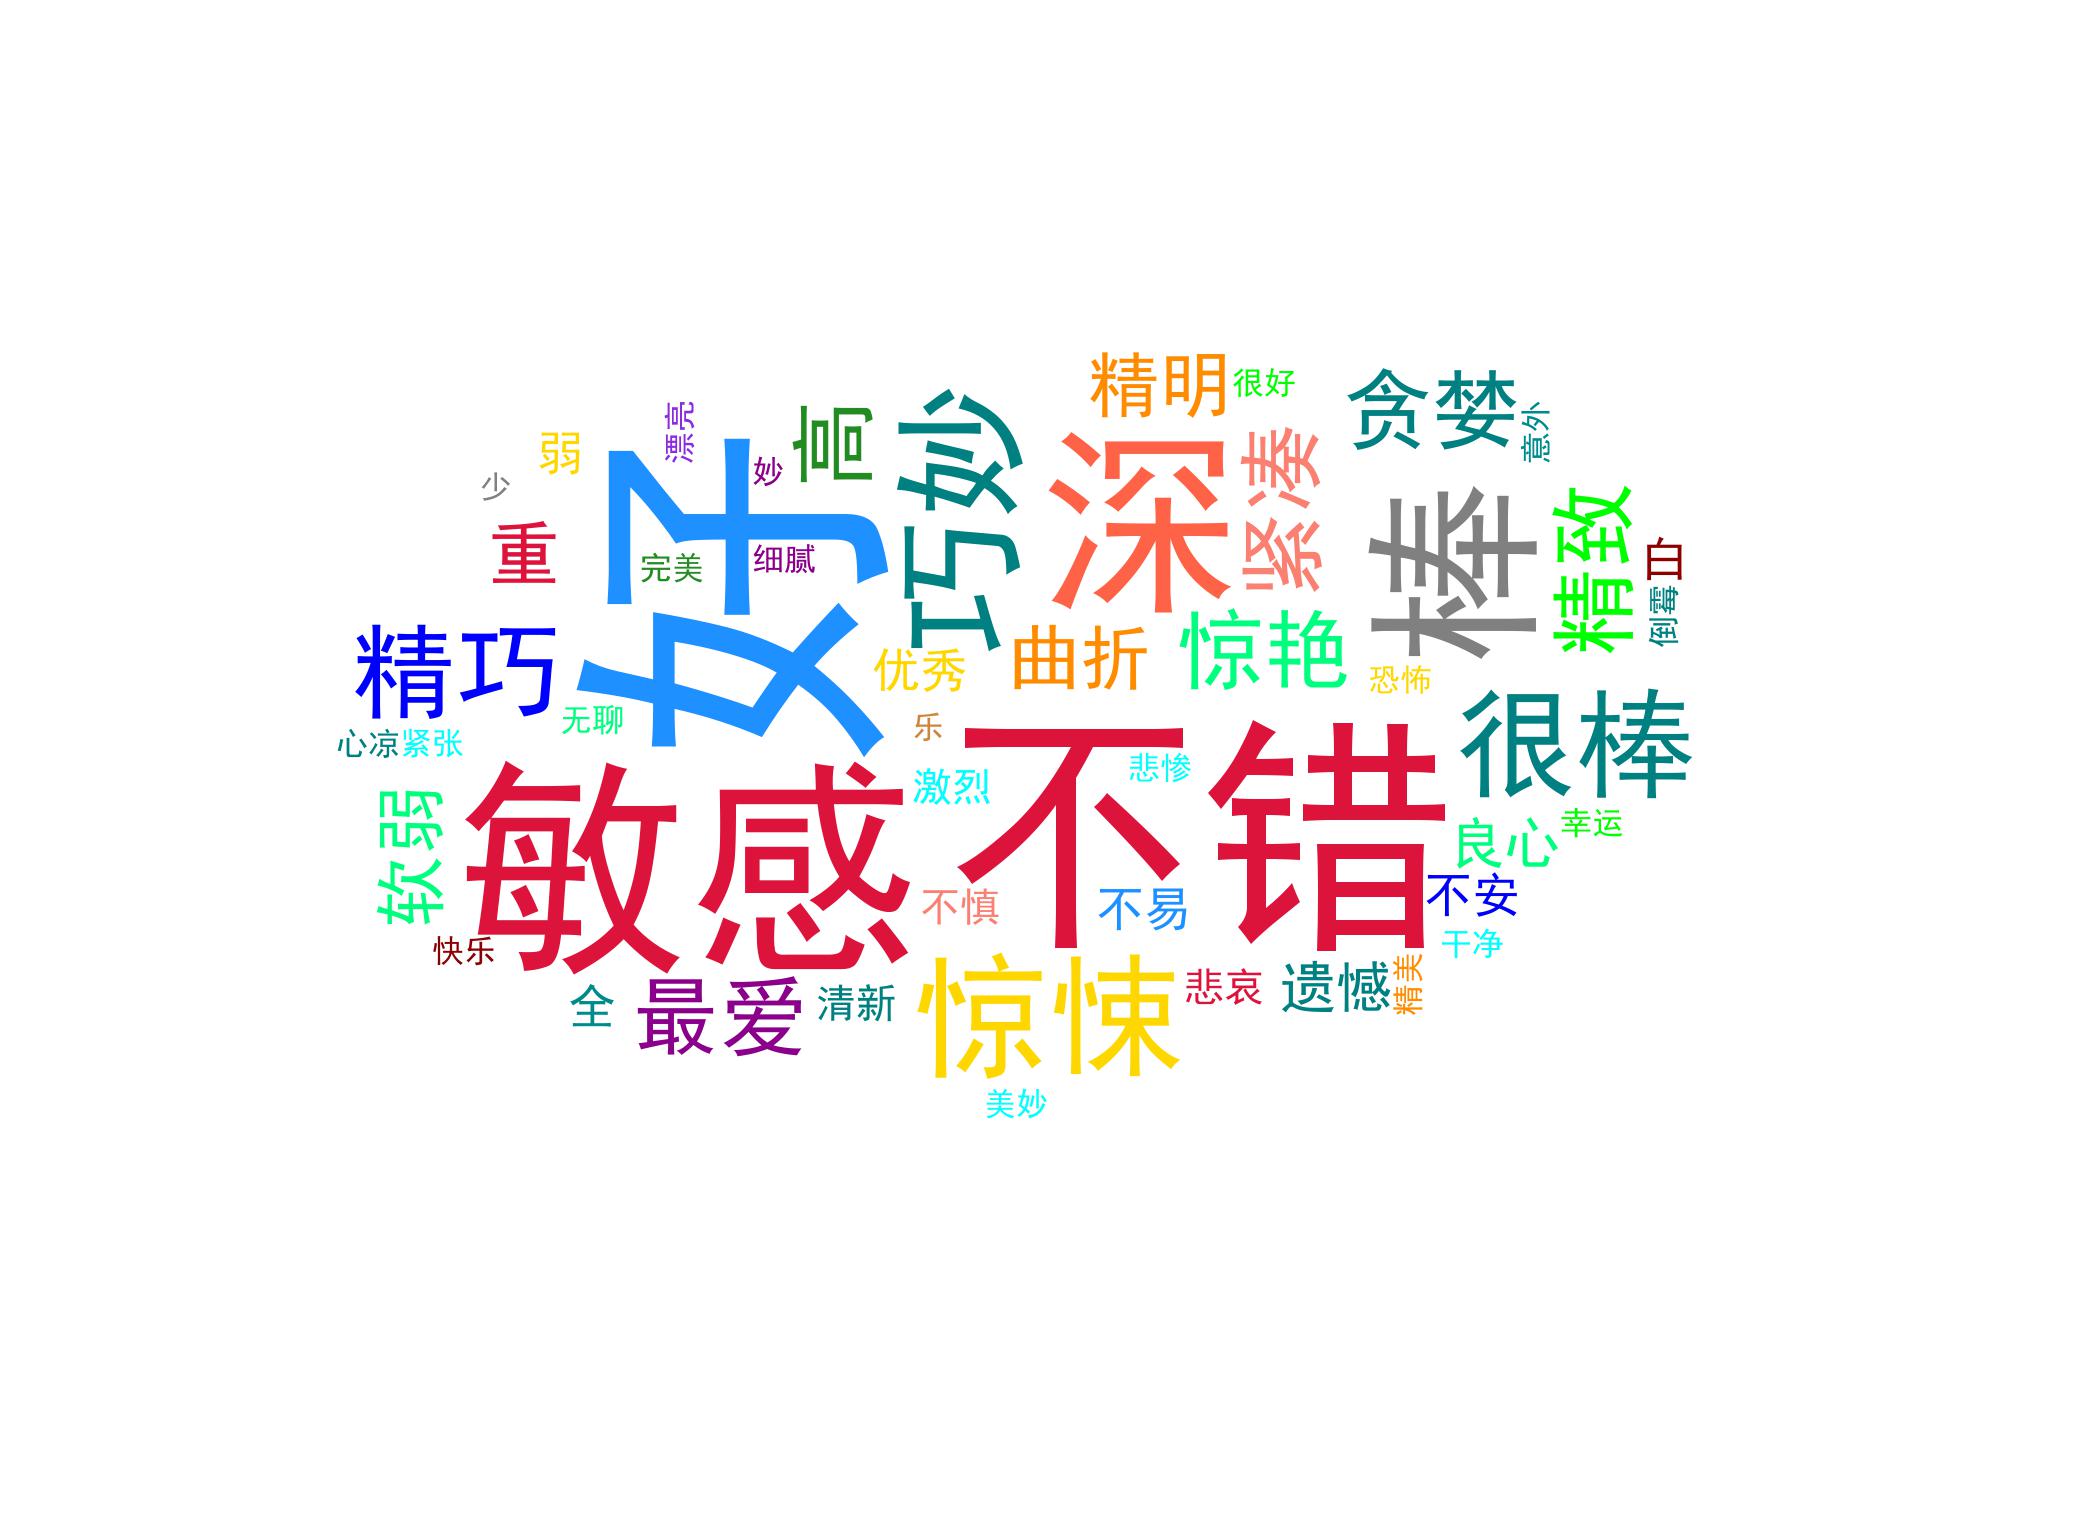 精明
很好
贪婪
意外
漂亮
高
巧妙
弱
少
妙
好
深
紧凑
棒
精致
白
倒霉
重
完美
细腻
精巧
优秀
曲折
惊艳
恐怖
无聊
乐
心凉
紧张
不错
很棒
敏感
激烈
悲惨
软弱
良心
幸运
不慎
不易
不安
快乐
干净
全
最爱
清新
惊悚
悲哀
遗憾
精美
美妙